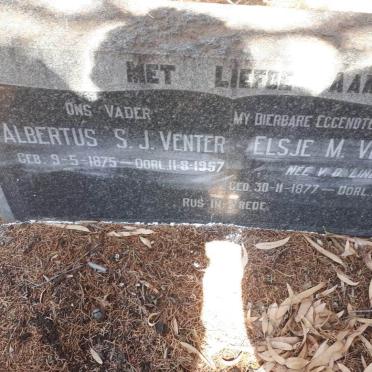 MET LIEFDE
ONS VADER
ALBERTUS S.J. VENTER
GEB. 9-5-1875 – OORL. 11-8-1957
MY DIERBARE EGGENOTE
ELSJE M. V
NEE V.D. LIN
GEB. 30-11-1877 – OORL.
RUS IN VREDE